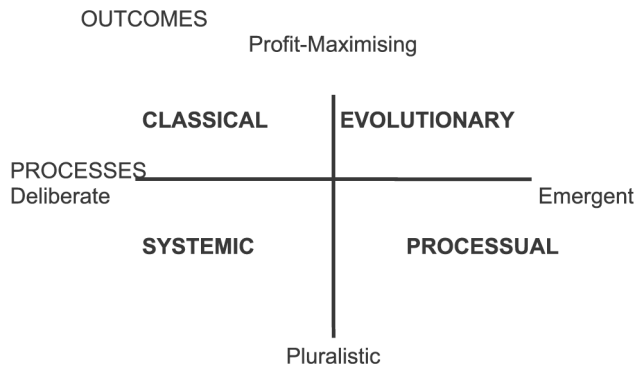 OUTCOMES
Profit-Maximising
CLASSICAL
EVOLUTIONARY
PROCESSES
Deliberate
Emergent
SYSTEMIC
PROCESSUAL
Pluralistic